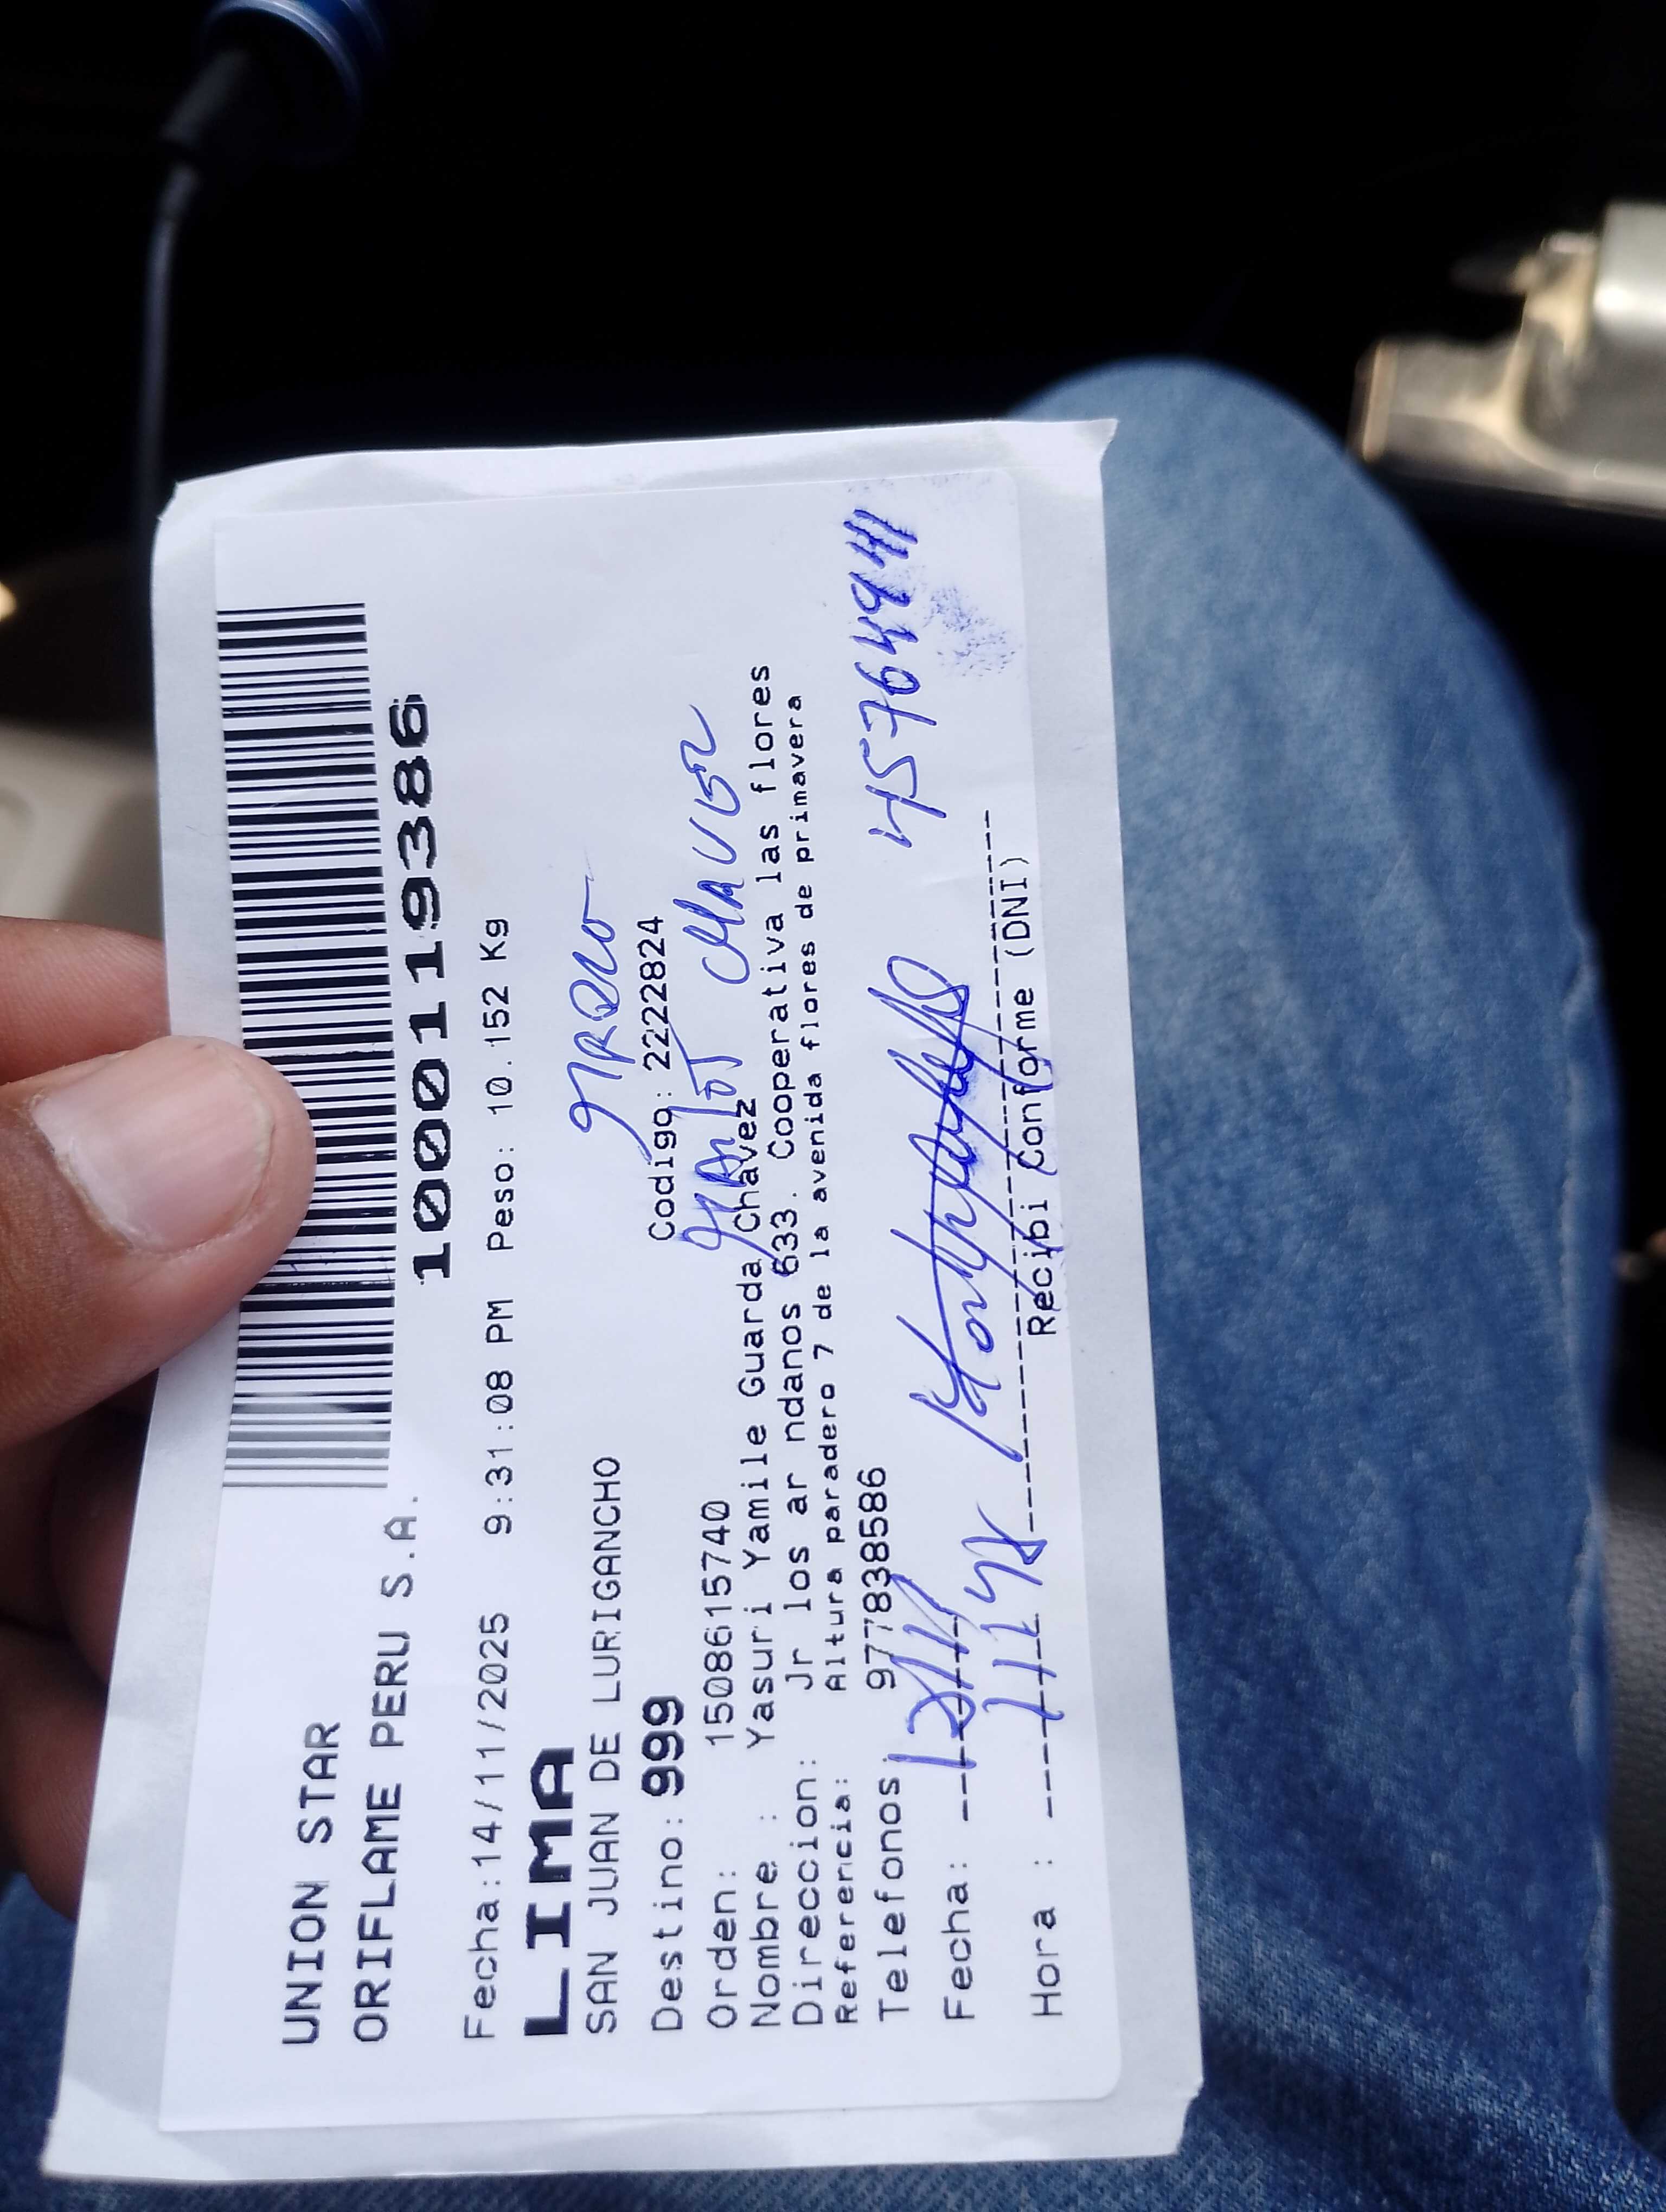 UNION STAR
ORIFLAME PERU S.A.
1000119386
Fecha:14/11/2025 9:31:08 PM Peso: 10.152 Kg
LIMA
SAN JUAN DE LURIGANCHO
Destino: 999 Codigo: 2222824
Orden: 1508615740
Nombre : Yasuri Yamile Guarda Chavez
Direccion: Jr los ar ndanos 633. Cooperativa las flores
Referencia: Altura paradero 7 de la avenida flores de primavera
Telefonos: 977838586
Fecha:
Hora :
Recibi Conforme (DNI)